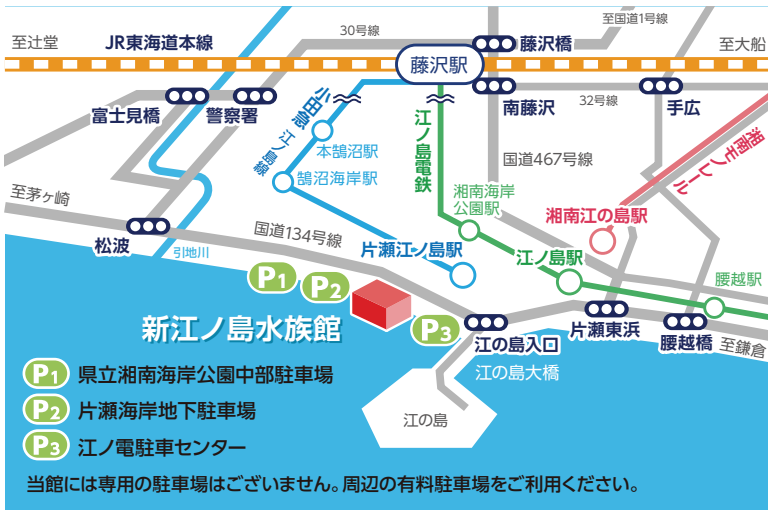 至国道1号線
30号線
至辻堂
JR東海道本線
藤沢橋
至大船
藤沢駅
富士見橋
警察署
小田急
江ノ島線
南藤沢
32号線
手広
江ノ島電鉄
本鵠沼駅
鵠沼海岸駅
国道467号線
湘南モノレール
至茅ヶ崎
湘南海岸
公園駅
湘南江の島駅
松波
引地川
国道134号線
片瀬江ノ島駅
江ノ島駅
腰越駅
P1
P2
新江ノ島水族館
P3
江の島入口
片瀬東浜
腰越橋
至鎌倉
江の島大橋
江の島
P1 県立湘南海岸公園中部駐車場
P2 片瀬海岸地下駐車場
P3 江ノ電駐車センター
当館には専用の駐車場はございません。周辺の有料駐車場をご利用ください。